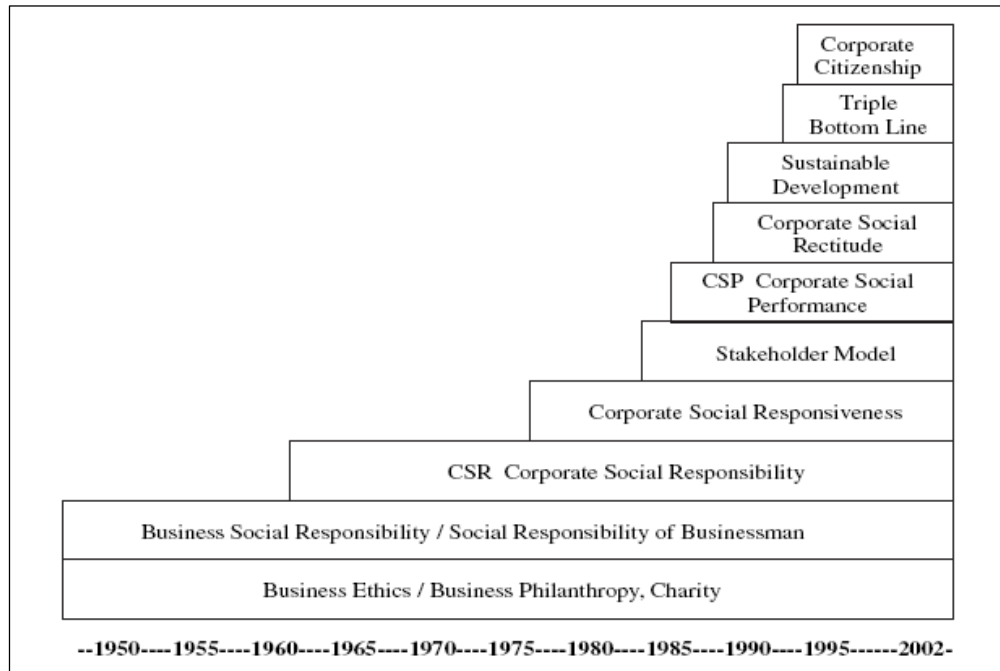 Corporate
Citizenship
Triple
Bottom Line
Sustainable
Development
Corporate Social
Rectitude
CSP Corporate Social
Performance
Stakeholder Model
Corporate Social Responsiveness
CSR Corporate Social Responsibility
Business Social Responsibility / Social Responsibility of Businessman
Business Ethics / Business Philanthropy, Charity
--1950----1955----1960----1965----1970----1975----1980----1985----1990----1995------2002-